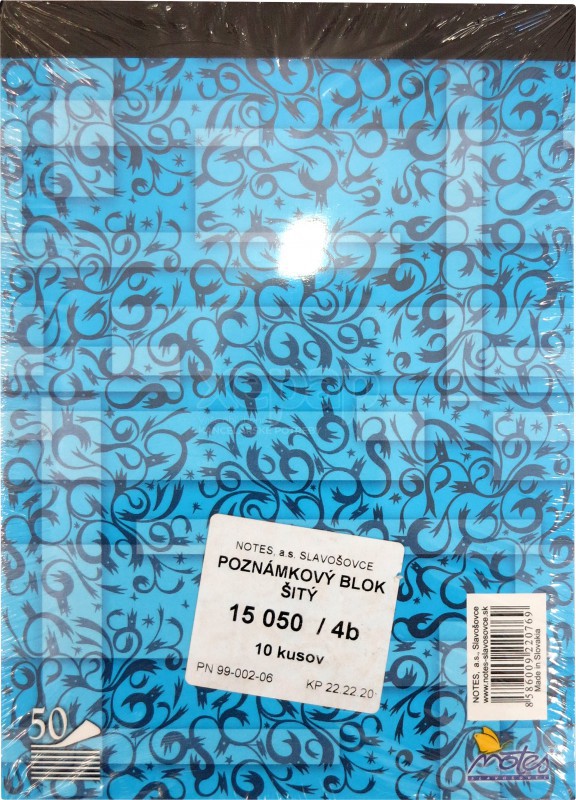 NOTES, a.s. SLAVOŠOVCE
POZNÁMKOVÝ BLOK
ŠITÝ
15 050 / 4b
10 kusov
PN 99-002-06 KP 22.22.20
NOTES, a.s., Slavošovce
www.notes-slavosovce.sk
8586009220769
Made in Slovakia
50
notes
SLAVOŠOVCE